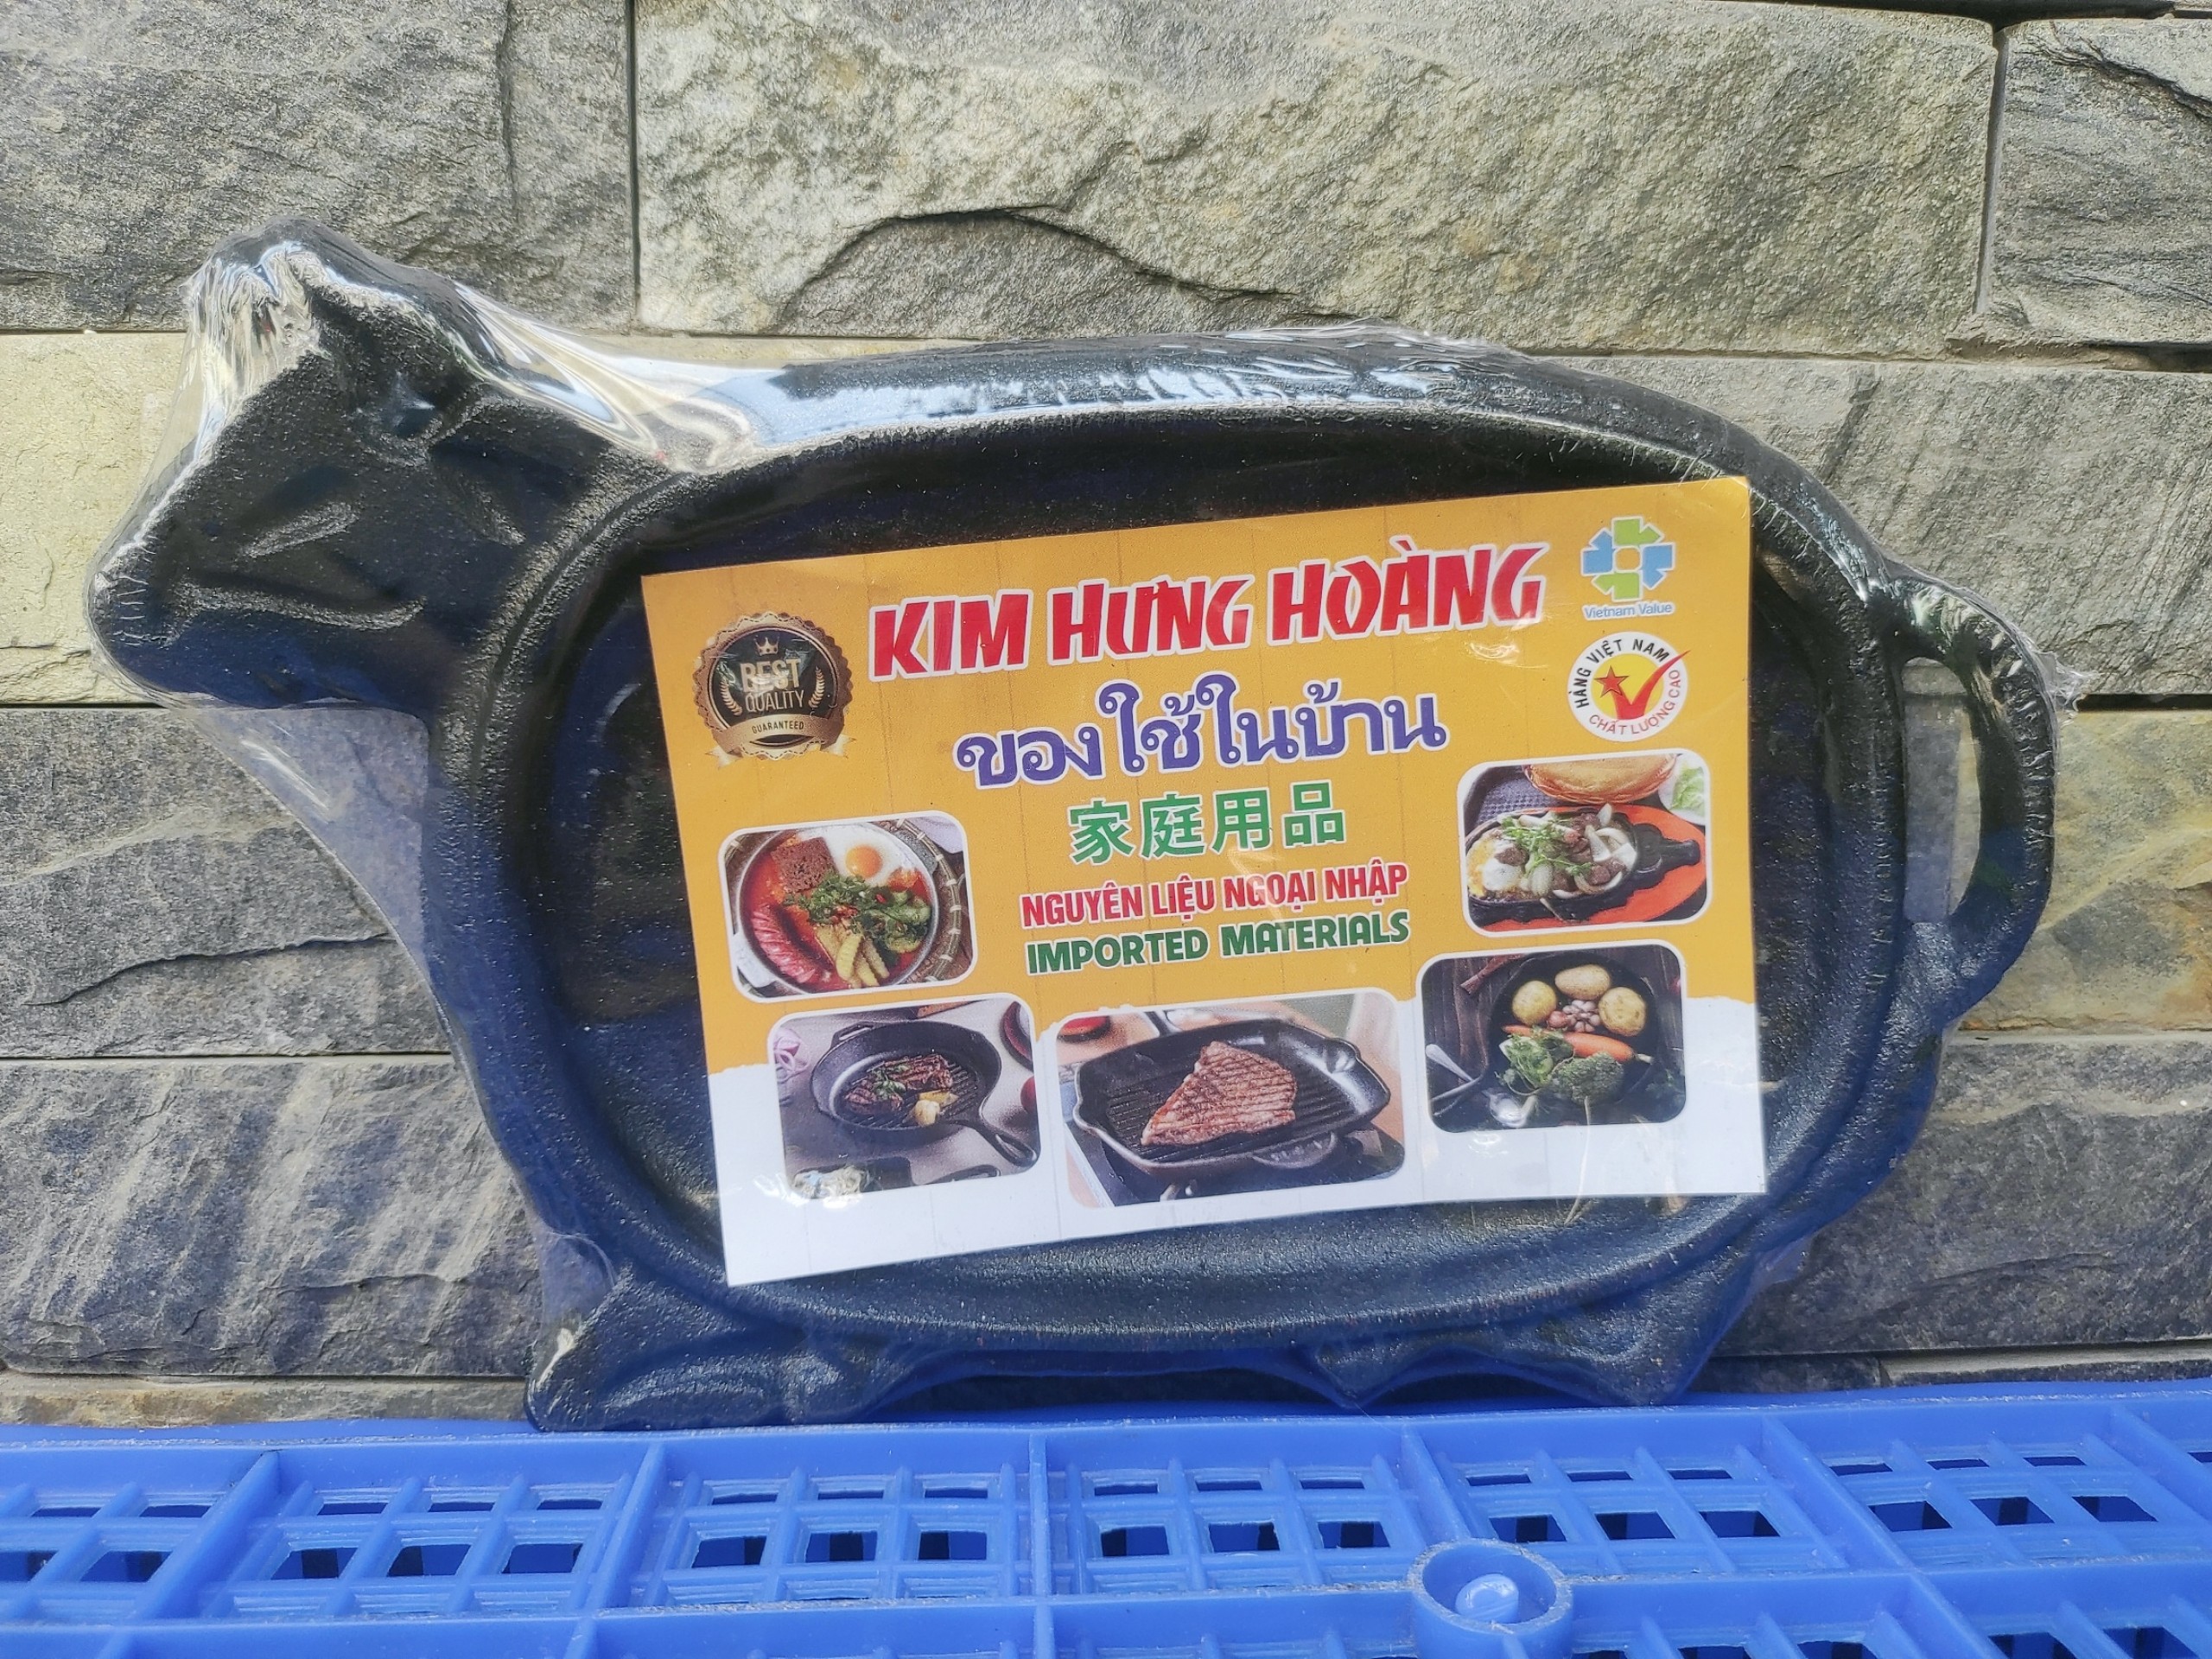 KIM HƯNG HOÀNG
ของใช้ในบ้าน
家庭用品
NGUYÊN LIỆU NGOẠI NHẬP
IMPORTED MATERIALS
BEST
QUALITY
GUARANTEED
Vietnam Value
HÀNG VIỆT NAM
CHẤT LƯỢNG CAO